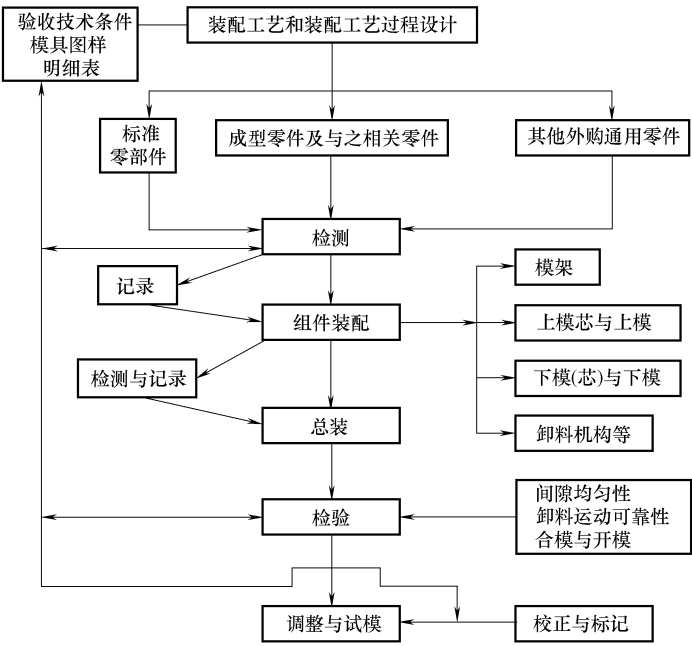 验收技术条件
模具图样
明细表
装配工艺和装配工艺过程设计
标准
零部件
成型零件及与之相关零件
其他外购通用零件
检测
记录
组件装配
检测与记录
总装
检验
调整与试模
模架
上模芯与上模
下模(芯)与下模
卸料机构等
间隙均匀性
卸料运动可靠性
合模与开模
校正与标记